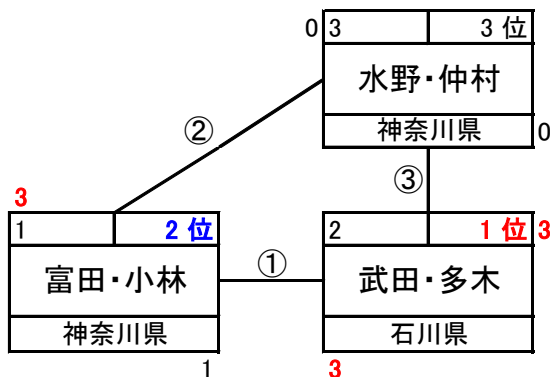 0 3 3 位
水野・仲村
神奈川県 0
②
③
3
1 2 位
2 1 位 3
富田・小林
①
武田・多木
神奈川県
石川県
1
3